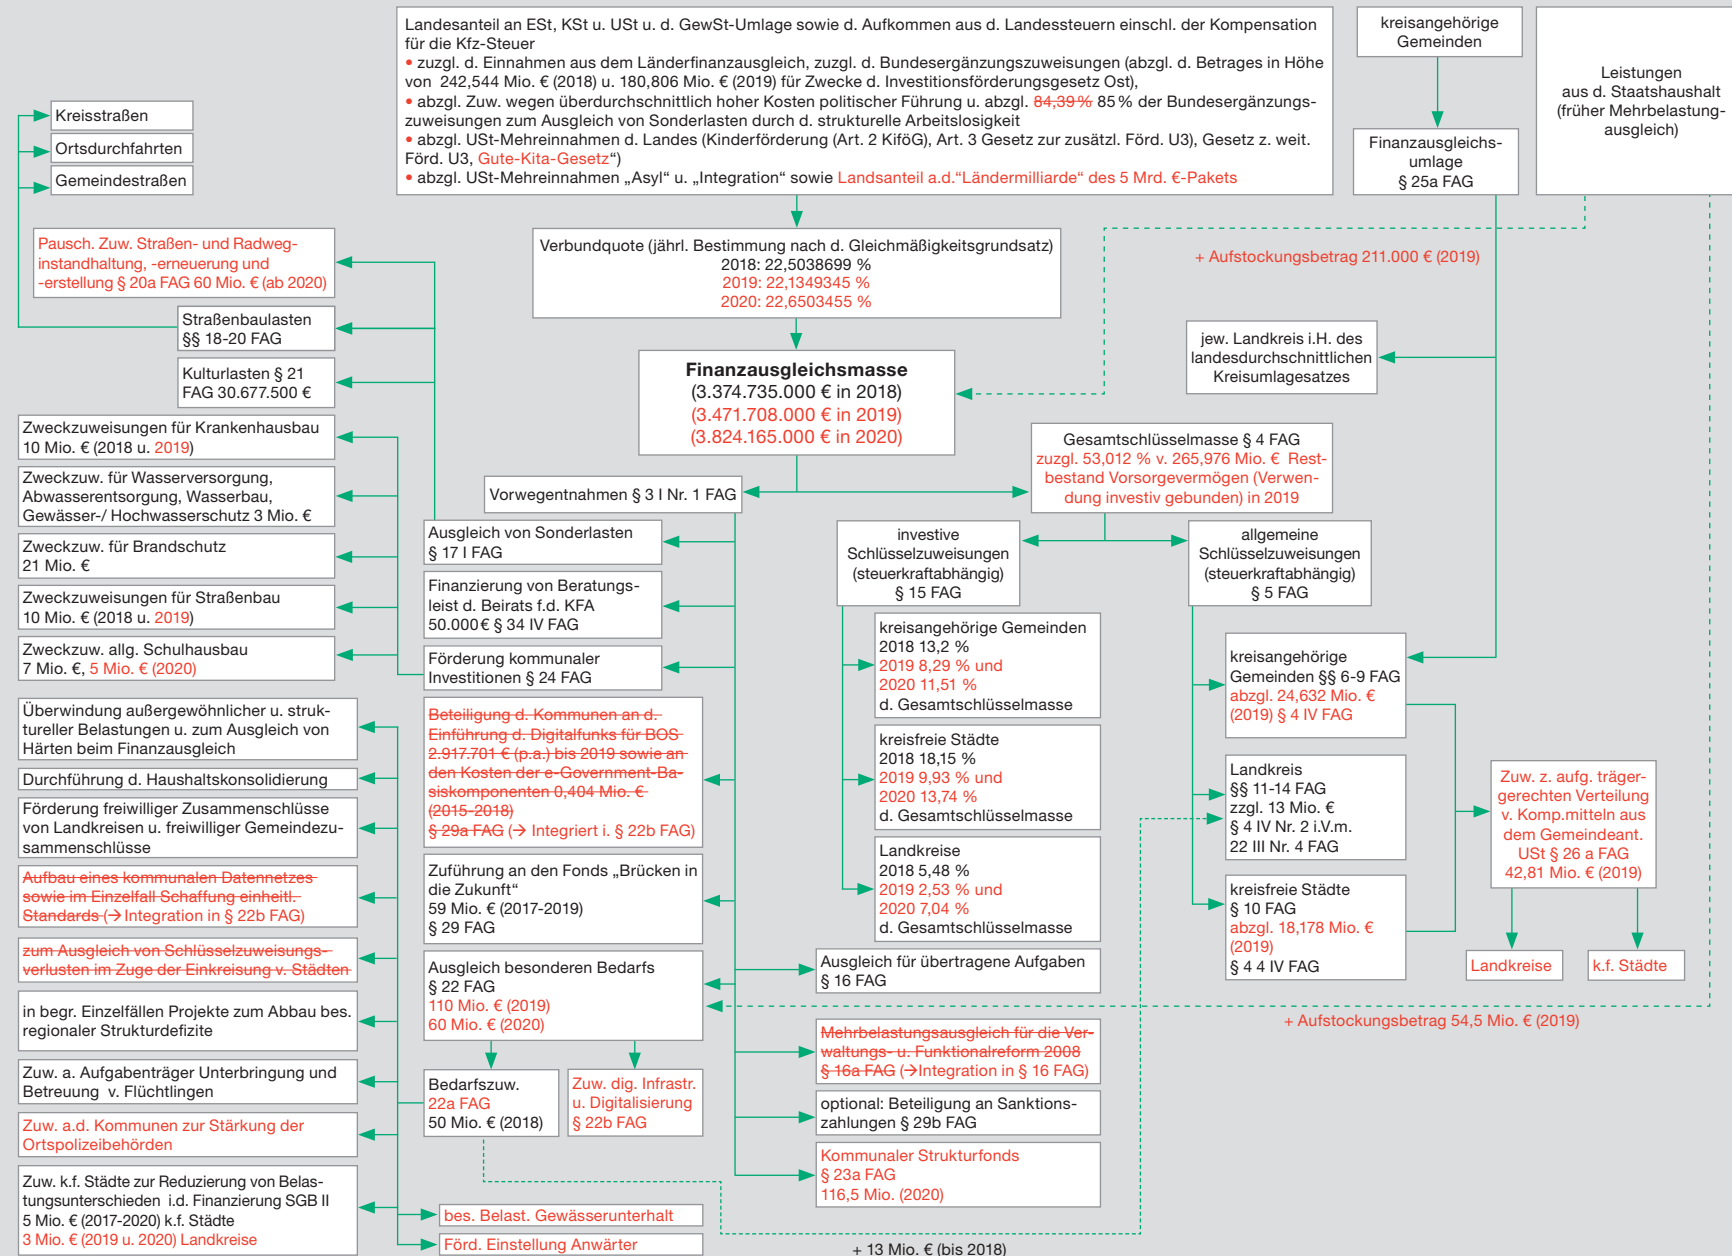 Landesanteil an ESt, KSt u. USt u. d. GewSt-Umlage sowie d. Aufkommen aus d. Landessteuern einschl. der Kompensation
für die Kfz-Steuer
• zuzgl. d. Einnahmen aus dem Länderfinanzausgleich, zuzgl. d. Bundesergänzungszuweisungen (abzgl. d. Betrages in Höhe
von 242,544 Mio. € (2018) u. 180,806 Mio. € (2019) für Zwecke d. Investitionsförderungsgesetz Ost),
• abzgl. Zuw. wegen überdurchschnittlich hoher Kosten politischer Führung u. abzgl. 84,39 % 85 % der Bundesergänzungs-
zuweisungen zum Ausgleich von Sonderlasten durch d. strukturelle Arbeitslosigkeit
• abzgl. USt-Mehreinnahmen d. Landes (Kinderförderung (Art. 2 KiföG), Art. 3 Gesetz zur zusätzl. Förd. U3), Gesetz z. weit.
Förd. U3, Gute-Kita-Gesetz“)
• abzgl. USt-Mehreinnahmen „Asyl“ u. „Integration“ sowie Landsanteil a.d.“Ländermilliarde“ des 5 Mrd. €-Pakets
kreisangehörige
Gemeinden
Leistungen
aus d. Staatshaushalt
(früher Mehrbelastung-
ausgleich)
Finanzausgleichs-
umlage
§ 25a FAG
Kreisstraßen
Ortsdurchfahrten
Gemeindestraßen
Verbundquote (jährl. Bestimmung nach d. Gleichmäßigkeitsgrundsatz)
2018: 22,5038699 %
2019: 22,1349345 %
2020: 22,6503455 %
+ Aufstockungsbetrag 211.000 € (2019)
Pausch. Zuw. Straßen- und Radweg-
instandhaltung, -erneuerung und
-erstellung § 20a FAG 60 Mio. € (ab 2020)
Straßenbaulasten
§§ 18-20 FAG
Kulturlasten § 21
FAG 30.677.500 €
Finanzausgleichsmasse
(3.374.735.000 € in 2018)
(3.471.708.000 € in 2019)
(3.824.165.000 € in 2020)
jew. Landkreis i.H. des
landesdurchschnittlichen
Kreisumlagesatzes
Zweckzuweisungen für Krankenhausbau
10 Mio. € (2018 u. 2019)
Zweckzuw. für Wasserversorgung,
Abwasserentsorgung, Wasserbau,
Gewässer-/ Hochwasserschutz 3 Mio. €
Zweckzuw. für Brandschutz
21 Mio. €
Zweckzuweisungen für Straßenbau
10 Mio. € (2018 u. 2019)
Zweckzuw. allg. Schulhausbau
7 Mio. €, 5 Mio. € (2020)
Vorwegentnahmen § 3 I Nr. 1 FAG
Gesamtschlüsselmasse § 4 FAG
zuzgl. 53,012 % v. 265,976 Mio. € Rest-
bestand Vorsorgevermögen (Verwen-
dung investiv gebunden) in 2019
Ausgleich von Sonderlasten
§ 17 I FAG
Finanzierung von Beratungs-
leist d. Beirats f.d. KFA
50.000 € § 34 IV FAG
Förderung kommunaler
Investitionen § 24 FAG
investive
Schlüsselzuweisungen
(steuerkraftabhängig)
§ 15 FAG
allgemeine
Schlüsselzuweisungen
(steuerkraftabhängig)
§ 5 FAG
kreisangehörige Gemeinden
2018 13,2 %
2019 8,29 % und
2020 11,51 %
d. Gesamtschlüsselmasse
kreisfreie Städte
2018 18,15 %
2019 9,93 % und
2020 13,74 %
d. Gesamtschlüsselmasse
Landkreise
2018 5,48 %
2019 2,53 % und
2020 7,04 %
d. Gesamtschlüsselmasse
kreisangehörige
Gemeinden §§ 6-9 FAG
abzgl. 24,632 Mio. €
(2019) § 4 IV FAG
Landkreis
§§ 11-14 FAG
zzgl. 13 Mio. €
§ 4 IV Nr. 2 i.V.m.
22 III Nr. 4 FAG
kreisfreie Städte
§ 10 FAG
abzgl. 18,178 Mio. €
(2019)
§ 4 4 IV FAG
Zuw. z. aufg. träger-
gerechten Verteilung
v. Komp.mitteln aus
dem Gemeindeant.
USt § 26 a FAG
42,81 Mio. € (2019)
Landkreise
k.f. Städte
+ Aufstockungsbetrag 54,5 Mio. € (2019)
Überwindung außergewöhnlicher u. struk-
tureller Belastungen u. zum Ausgleich von
Härten beim Finanzausgleich
Durchführung d. Haushaltskonsolidierung
Förderung freiwilliger Zusammenschlüsse
von Landkreisen u. freiwilliger Gemeindezu-
sammenschlüsse
Aufbau eines kommunalen Datennetzes
sowie im Einzelfall Schaffung einheitl.
Standards (→ Integration in § 22b FAG)
zum Ausgleich von Schlüsselzuweisungs-
verlusten im Zuge der Einkreisung v. Städten
in begr. Einzelfällen Projekte zum Abbau bes.
regionaler Strukturdefizite
Zuw. a. Aufgabenträger Unterbringung und
Betreuung v. Flüchtlingen
Zuw. a.d. Kommunen zur Stärkung der
Ortspolizeibehörden
Zuw. k.f. Städte zur Reduzierung von Belas-
tungsunterschieden i.d. Finanzierung SGB II
5 Mio. € (2017-2020) k.f. Städte
3 Mio. € (2019 u. 2020) Landkreise
Beteiligung d. Kommunen an d.
Einführung d. Digitalfunks für BOS
2.917.701 € (p.a.) bis 2019 sowie an
den Kosten der e-Government-Ba-
siskomponenten 0,404 Mio. €
(2015-2018)
§ 29a FAG (→ Integriert i. § 22b FAG)
Zuführung an den Fonds „Brücken in
die Zukunft“
59 Mio. € (2017-2019)
§ 29 FAG
Ausgleich besonderen Bedarfs
§ 22 FAG
110 Mio. € (2019)
60 Mio. € (2020)
Bedarfszuw.
22a FAG
50 Mio. € (2018)
Zuw. dig. Infrastr.
u. Digitalisierung
§ 22b FAG
bes. Belast. Gewässerunterhalt
Förd. Einstellung Anwärter
Ausgleich für übertragene Aufgaben
§ 16 FAG
Mehrbelastungsausgleich für die Ver-
waltungs- u. Funktionalreform 2008
§ 16a FAG (→Integration in § 16 FAG)
optional: Beteiligung an Sanktions-
zahlungen § 29b FAG
Kommunaler Strukturfonds
§ 23a FAG
116,5 Mio. (2020)
+ 13 Mio. € (bis 2018)